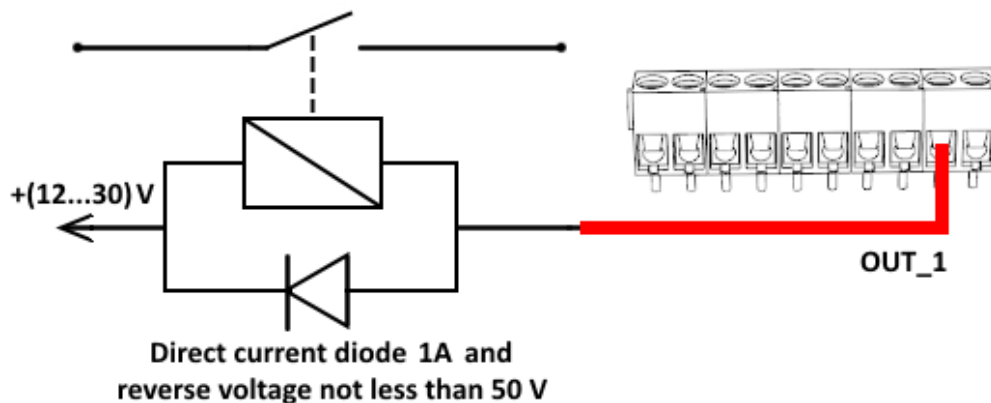 +(12...30) V
OUT_1
Direct current diode 1A and
reverse voltage not less than 50 V